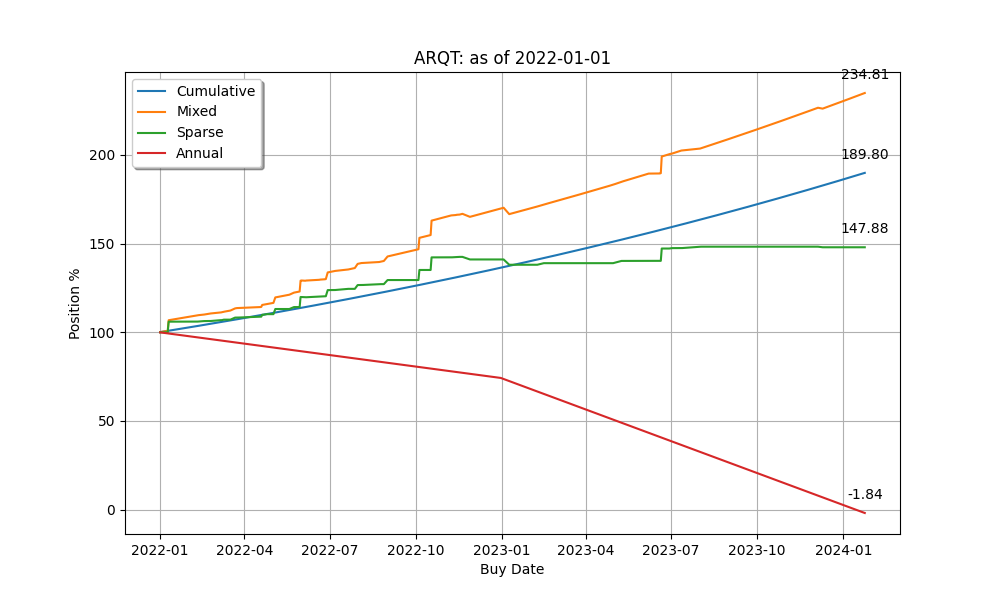 ARQT: as of 2022-01-01
Cumulative
Mixed
Sparse
Annual
234.81
189.80
147.88
-1.84
Position %
200
150
100
50
0
2022-01 2022-04 2022-07 2022-10 2023-01 2023-04 2023-07 2023-10 2024-01
Buy Date